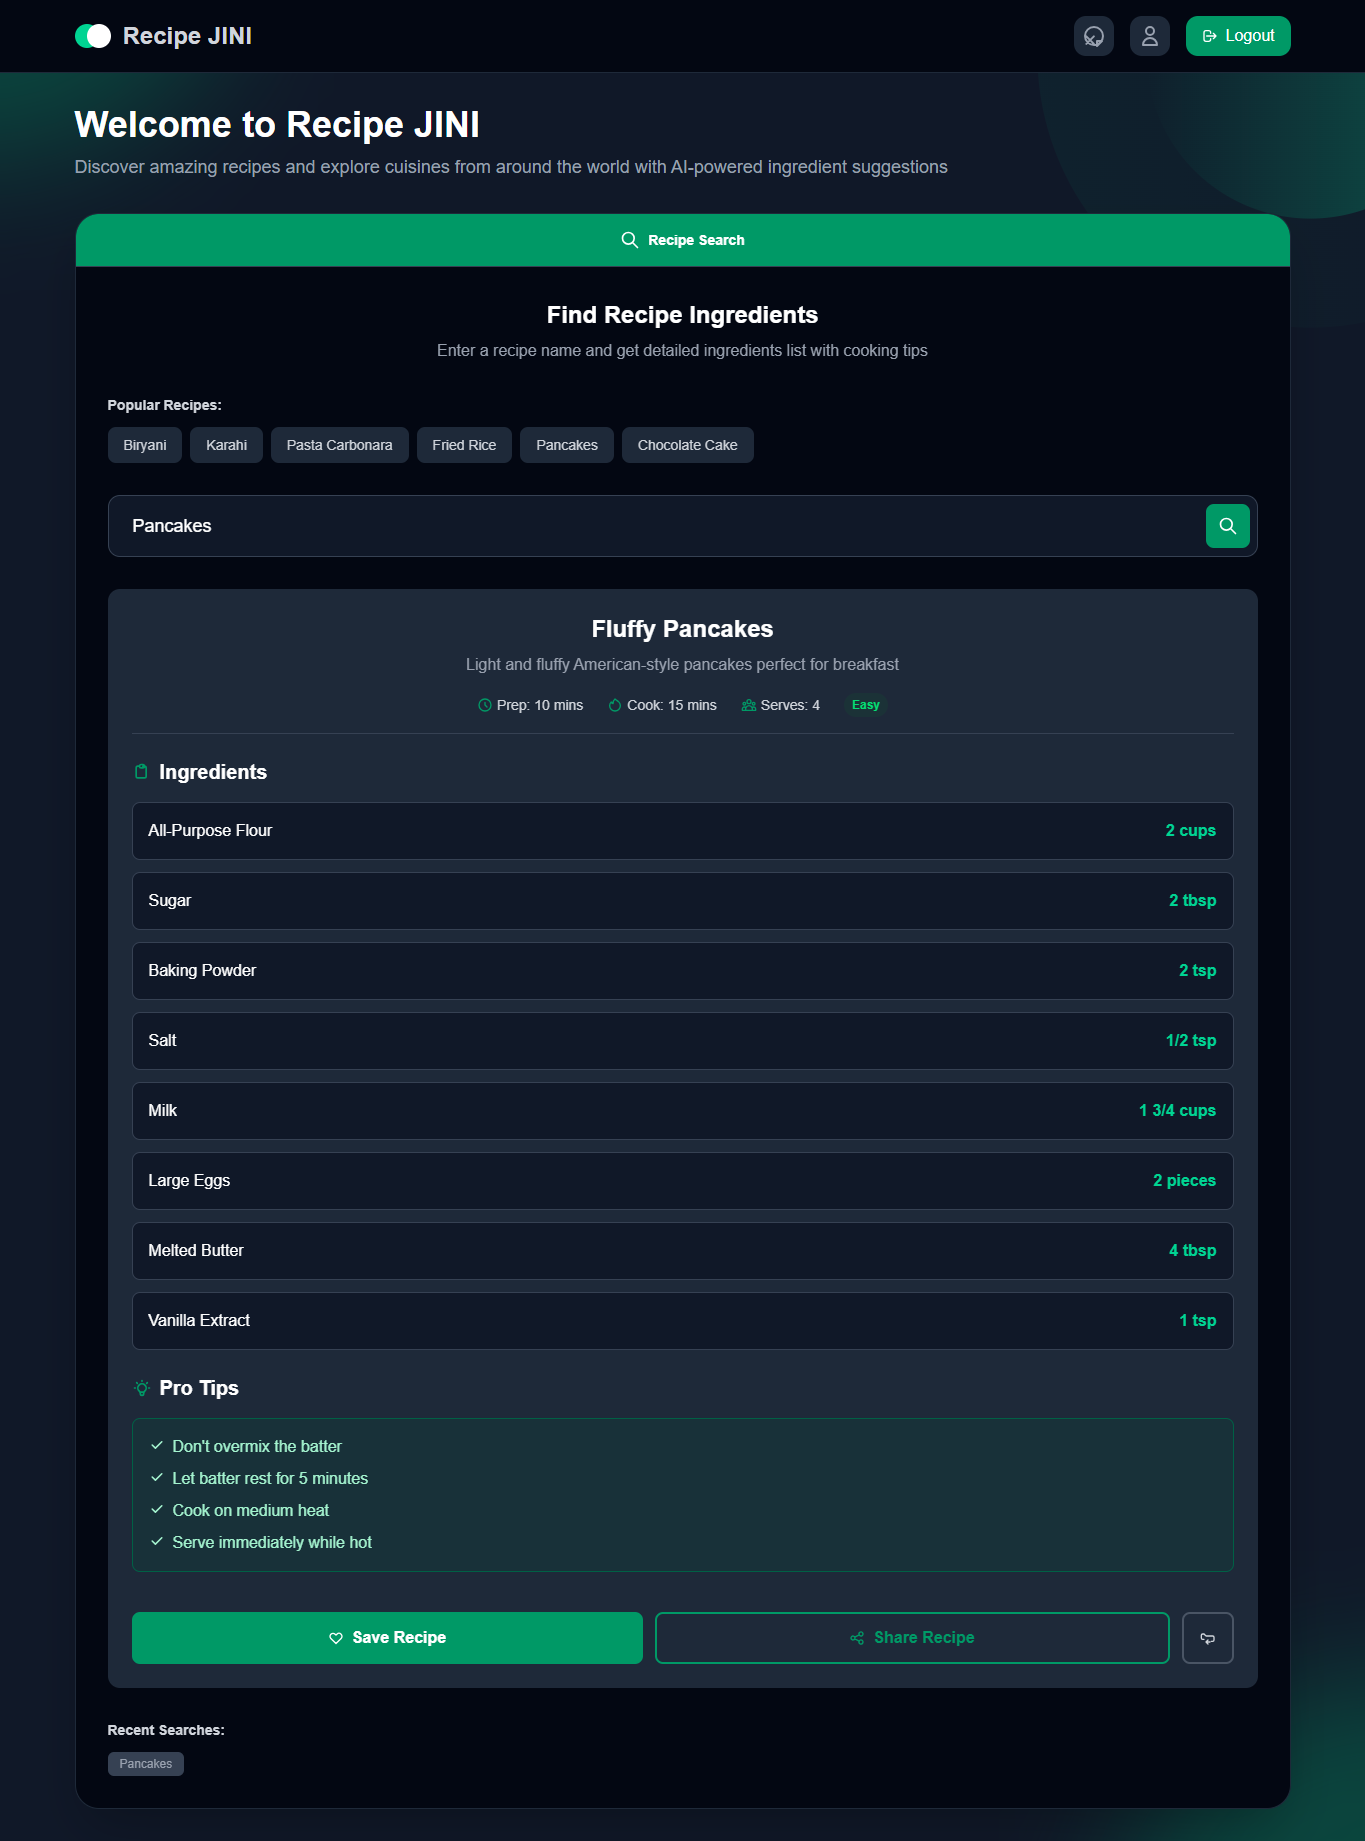 Recipe JINI
Logout
Welcome to Recipe JINI
Discover amazing recipes and explore cuisines from around the world with AI-powered ingredient suggestions
Recipe Search
Find Recipe Ingredients
Enter a recipe name and get detailed ingredients list with cooking tips
Popular Recipes:
Biryani Karahi Pasta Carbonara Fried Rice Pancakes Chocolate Cake
Pancakes
Fluffy Pancakes
Light and fluffy American-style pancakes perfect for breakfast
Prep: 10 mins Cook: 15 mins Serves: 4 Easy
Ingredients
All-Purpose Flour 2 cups
Sugar 2 tbsp
Baking Powder 2 tsp
Salt 1/2 tsp
Milk 1 3/4 cups
Large Eggs 2 pieces
Melted Butter 4 tbsp
Vanilla Extract 1 tsp
Pro Tips
Don't overmix the batter
Let batter rest for 5 minutes
Cook on medium heat
Serve immediately while hot
Save Recipe Share Recipe
Recent Searches:
Pancakes